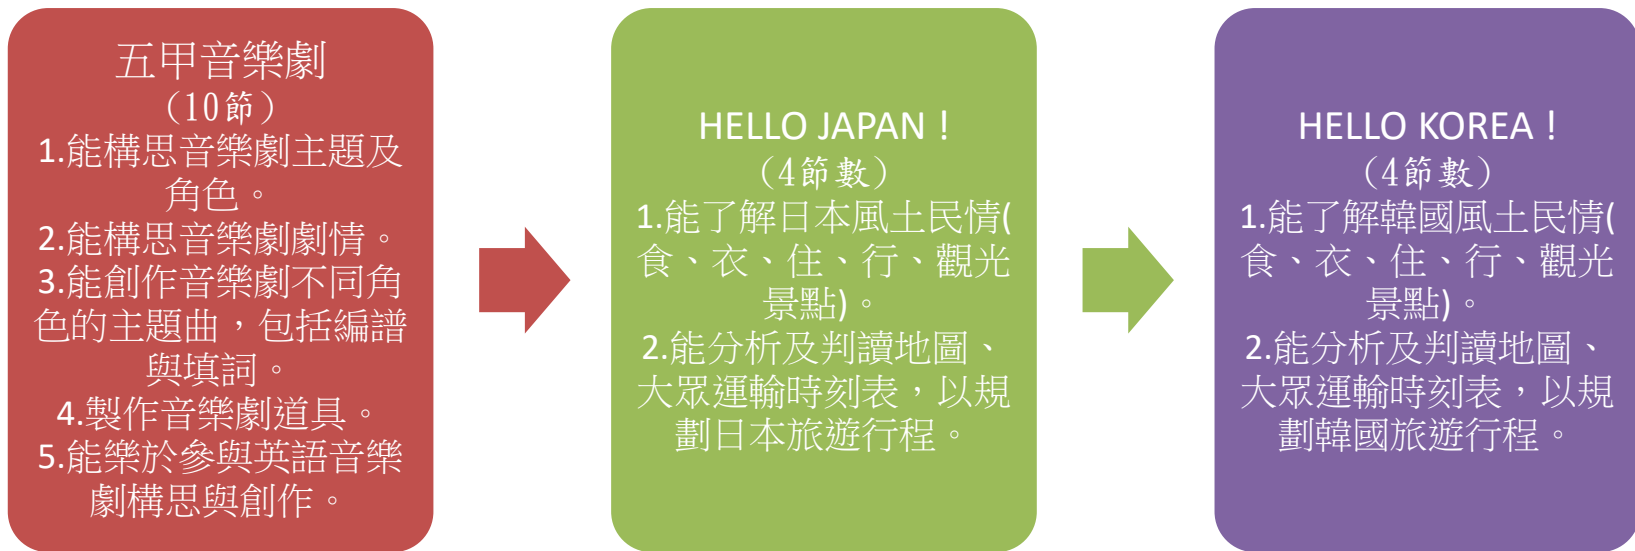 五甲音樂劇
（10節）
1.能構思音樂劇主題及
角色。
2.能構思音樂劇劇情。
3.能創作音樂劇不同角
色的主題曲，包括編譜
與填詞。
4.製作音樂劇道具。
5.能樂於參與英語音樂
劇構思與創作。
HELLO JAPAN！
（4節數）
1.能了解日本風土民情(
食、衣、住、行、觀光
景點)。
2.能分析及判讀地圖、
大眾運輸時刻表，以規
劃日本旅遊行程。
HELLO KOREA！
（4節數）
1.能了解韓國風土民情(
食、衣、住、行、觀光
景點)。
2.能分析及判讀地圖、
大眾運輸時刻表，以規
劃韓國旅遊行程。